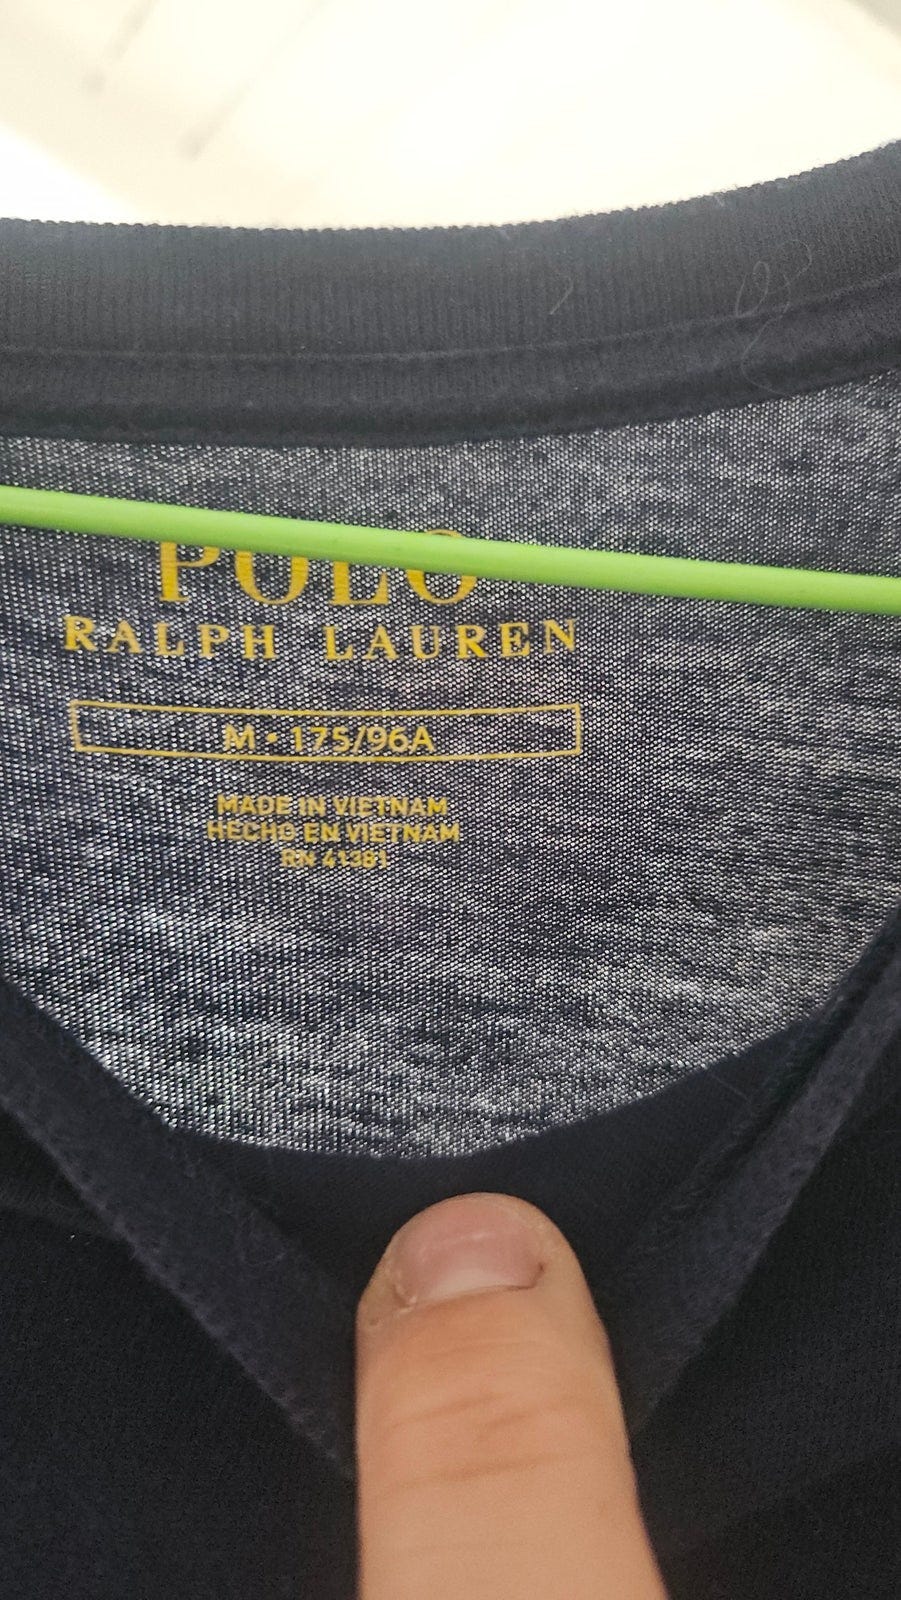 POLO
RALPH LAUREN
M • 175/96A
MADE IN VIETNAM
HECHO EN VIETNAM
RN 41381